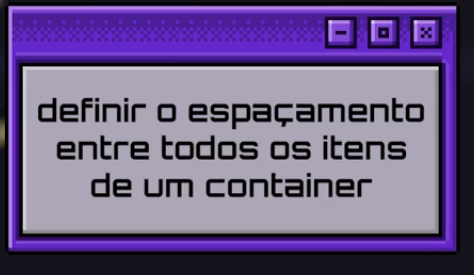 definir o espaçamento
entre todos os itens
de um container